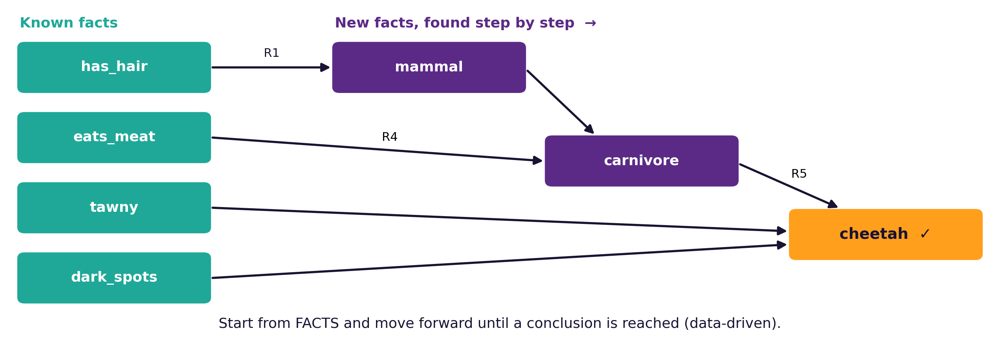 Known facts
New facts, found step by step →
has_hair
R1
mammal
eats_meat
R4
carnivore
R5
tawny
cheetah ✓
dark_spots
Start from FACTS and move forward until a conclusion is reached (data-driven).